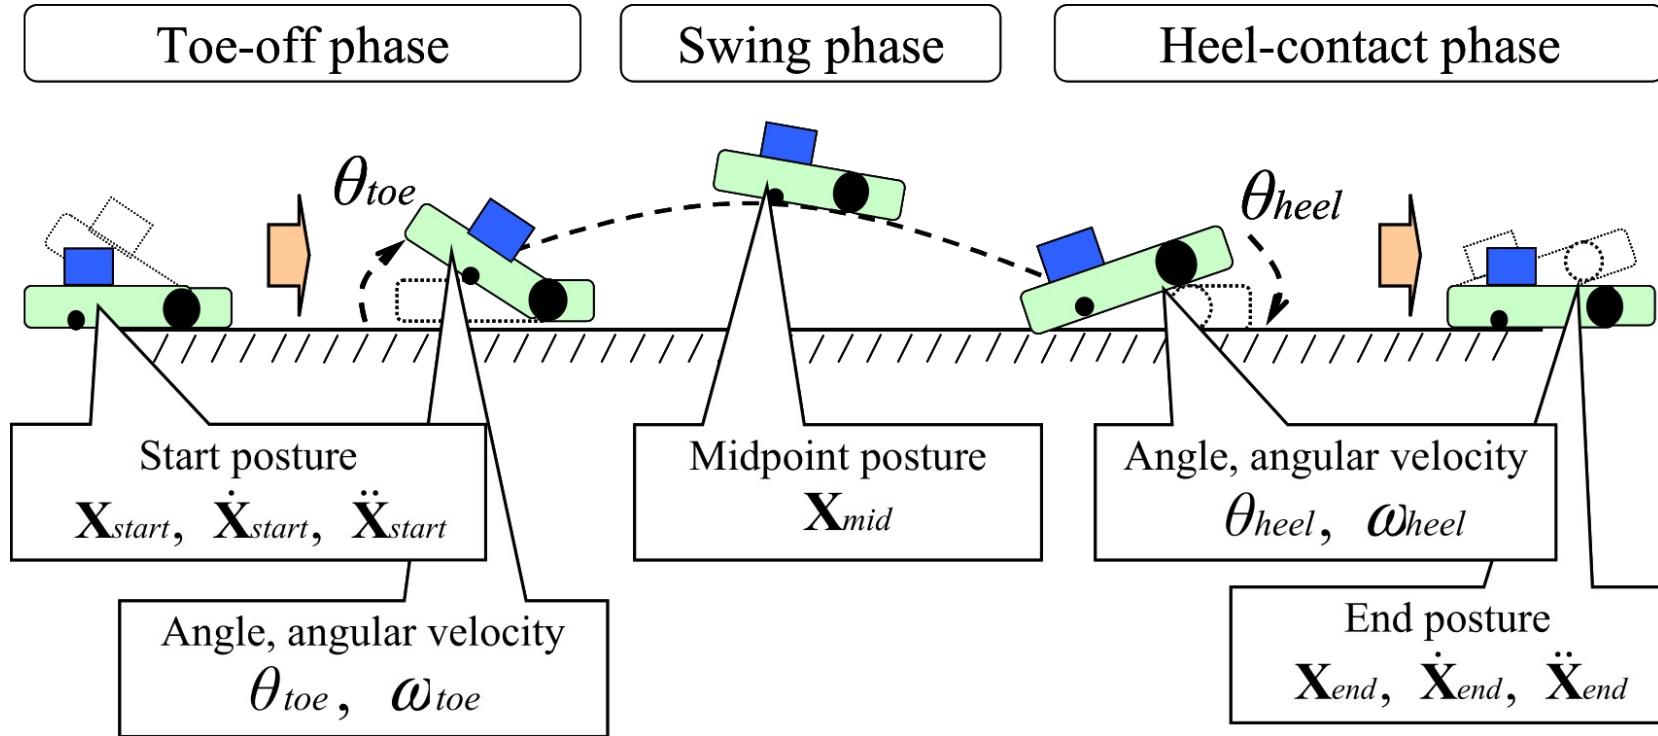 Toe-off phase
Swing phase
Heel-contact phase
θtoe
θheel
Start posture
Xstart, Ẋstart, Ẍstart
Midpoint posture
Xmid
Angle, angular velocity
θheel, ωheel
Angle, angular velocity
θtoe, ωtoe
End posture
Xend, Ẋend, Ẍend